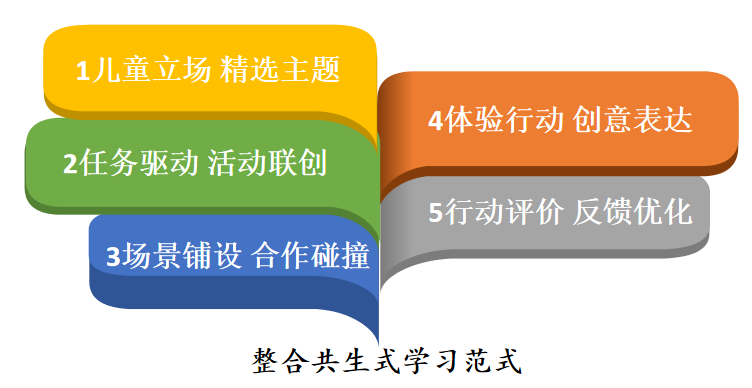 1儿童立场 精选主题
2任务驱动 活动联创
3场景铺设 合作碰撞
4体验行动 创意表达
5行动评价 反馈优化
整合共生式学习范式